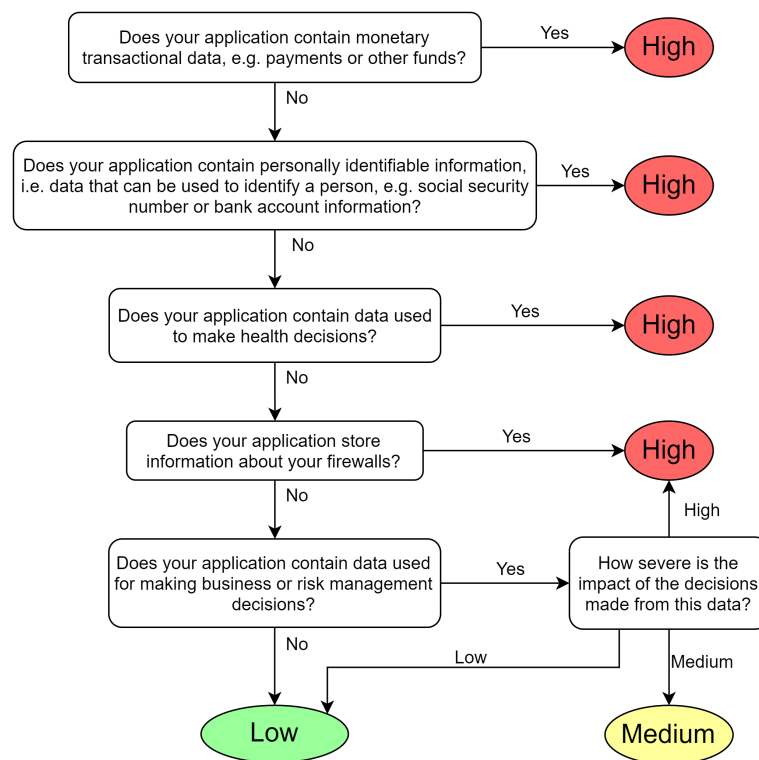 Does your application contain monetary
transactional data, e.g. payments or other funds?
Yes
High
No
Does your application contain personally identifiable information,
i.e. data that can be used to identify a person, e.g. social security
number or bank account information?
Yes
High
No
Does your application contain data used
to make health decisions?
Yes
High
No
Does your application store
information about your firewalls?
Yes
High
No
High
Does your application contain data used
for making business or risk management
decisions?
Yes
How severe is the
impact of the decisions
made from this data?
No
Low
Medium
Low
Medium